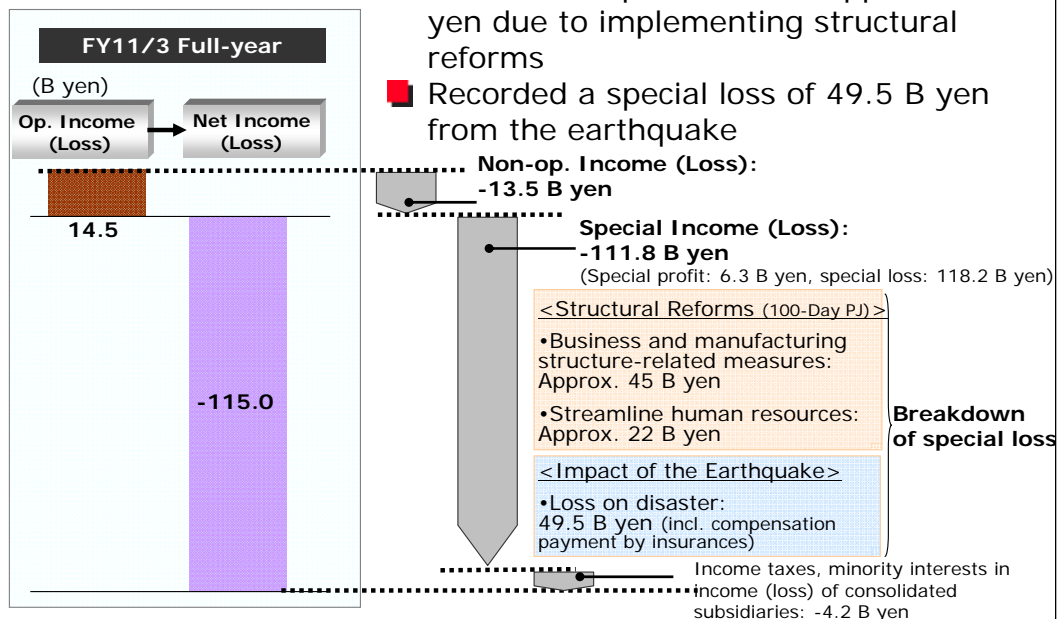 yen due to implementing structural
reforms
Recorded a special loss of 49.5 B yen
from the earthquake
FY11/3 Full-year
(B yen)
Op. Income
(Loss)
Net Income
(Loss)
14.5
-115.0
Non-op. Income (Loss):
-13.5 B yen
Special Income (Loss):
-111.8 B yen
(Special profit: 6.3 B yen, special loss: 118.2 B yen)
<Structural Reforms (100-Day PJ)>
•Business and manufacturing
structure-related measures:
Approx. 45 B yen
•Streamline human resources:
Approx. 22 B yen
<Impact of the Earthquake>
•Loss on disaster:
49.5 B yen (incl. compensation
payment by insurances)
Breakdown
of special loss
Income taxes, minority interests in
income (loss) of consolidated
subsidiaries: -4.2 B yen